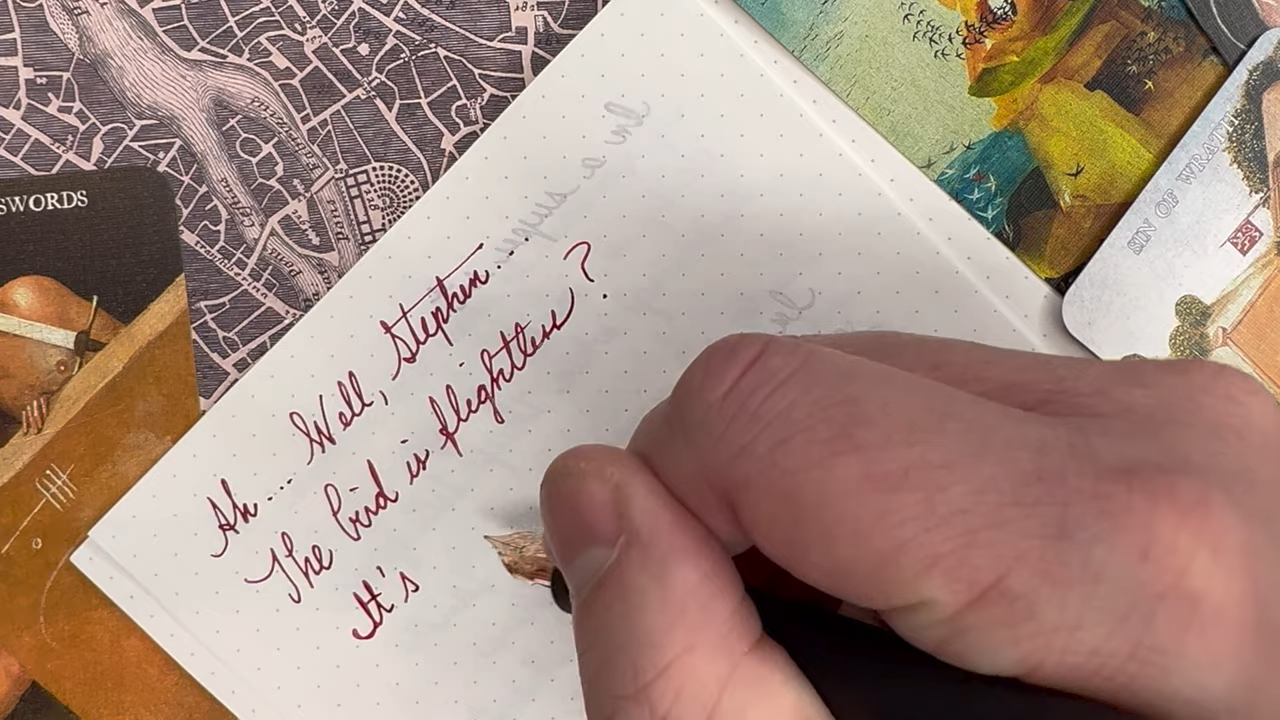 Ah... Well, Stephen...
The bird is flightless?
It's
SWORDS
SIN OF WRATH